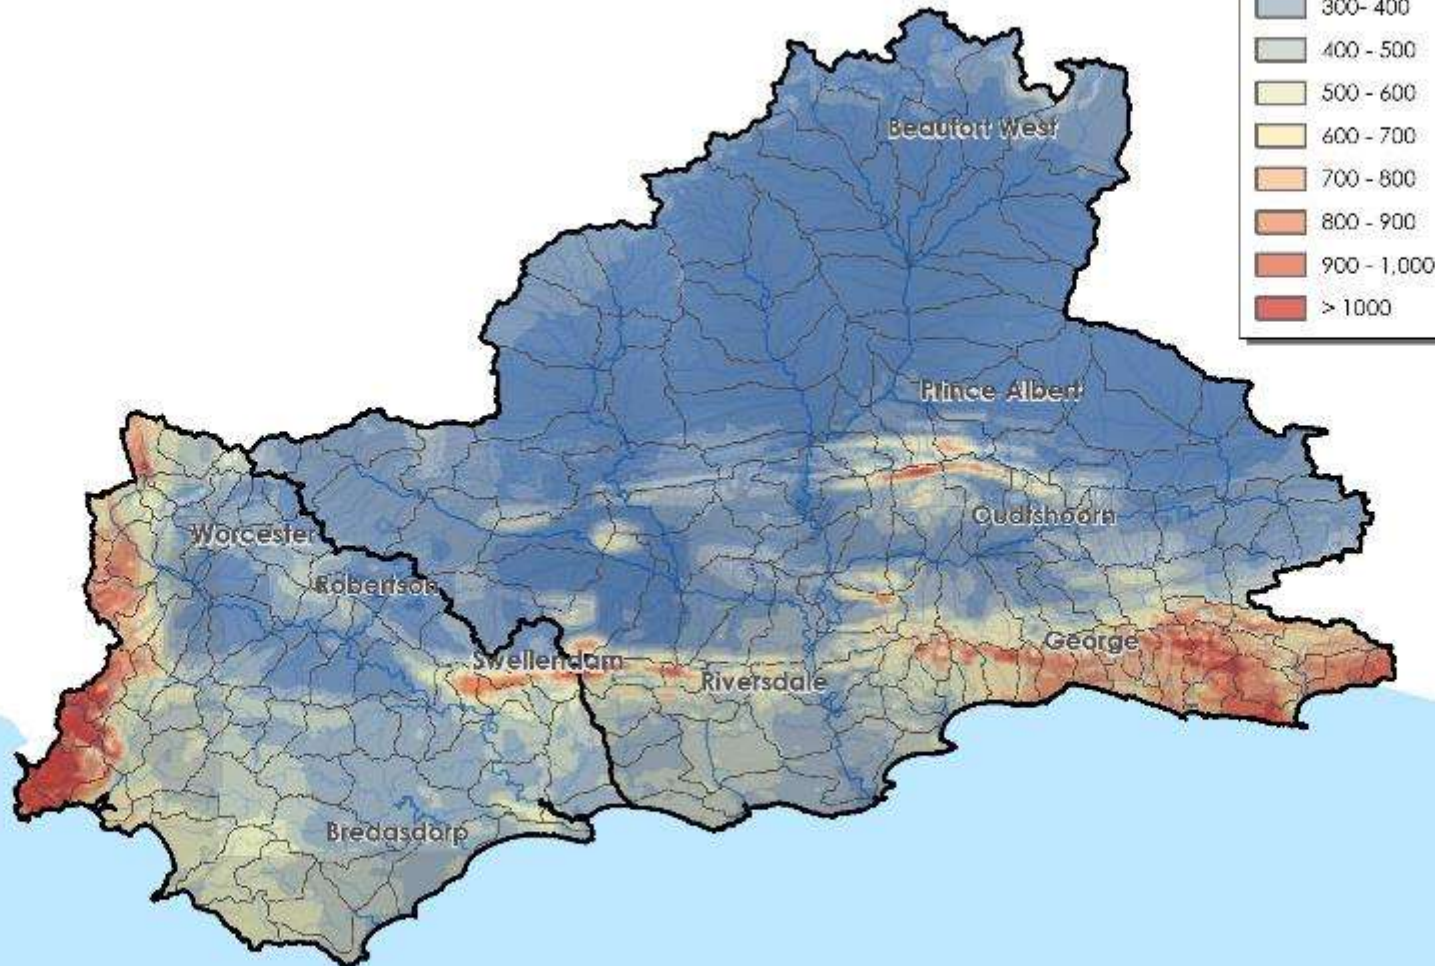 300- 400
400 - 500
500 - 600
600 - 700
700 - 800
800 - 900
900 - 1,000
> 1000
Beaufort West
Prince Albert
Oudtshoorn
Worcester
Robertson
George
Swellendam
Riversdale
Bredasdorp